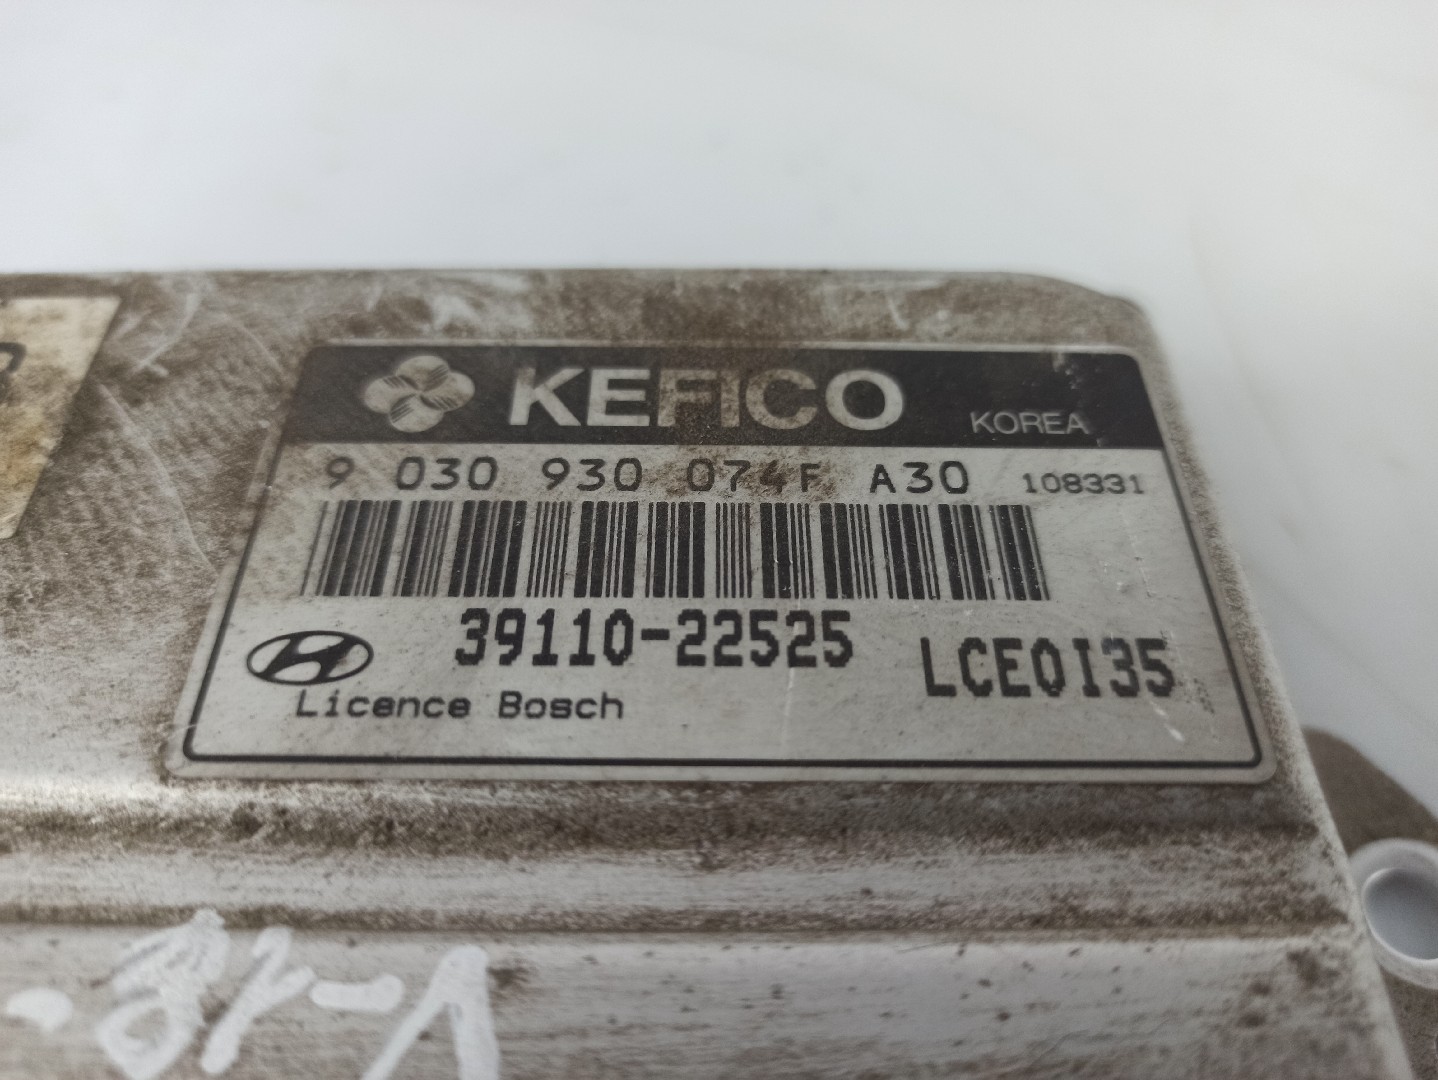 KEFICO KOREA
9 030 930 074F A30 108331
39110-22525 LCE0I35
Licence Bosch